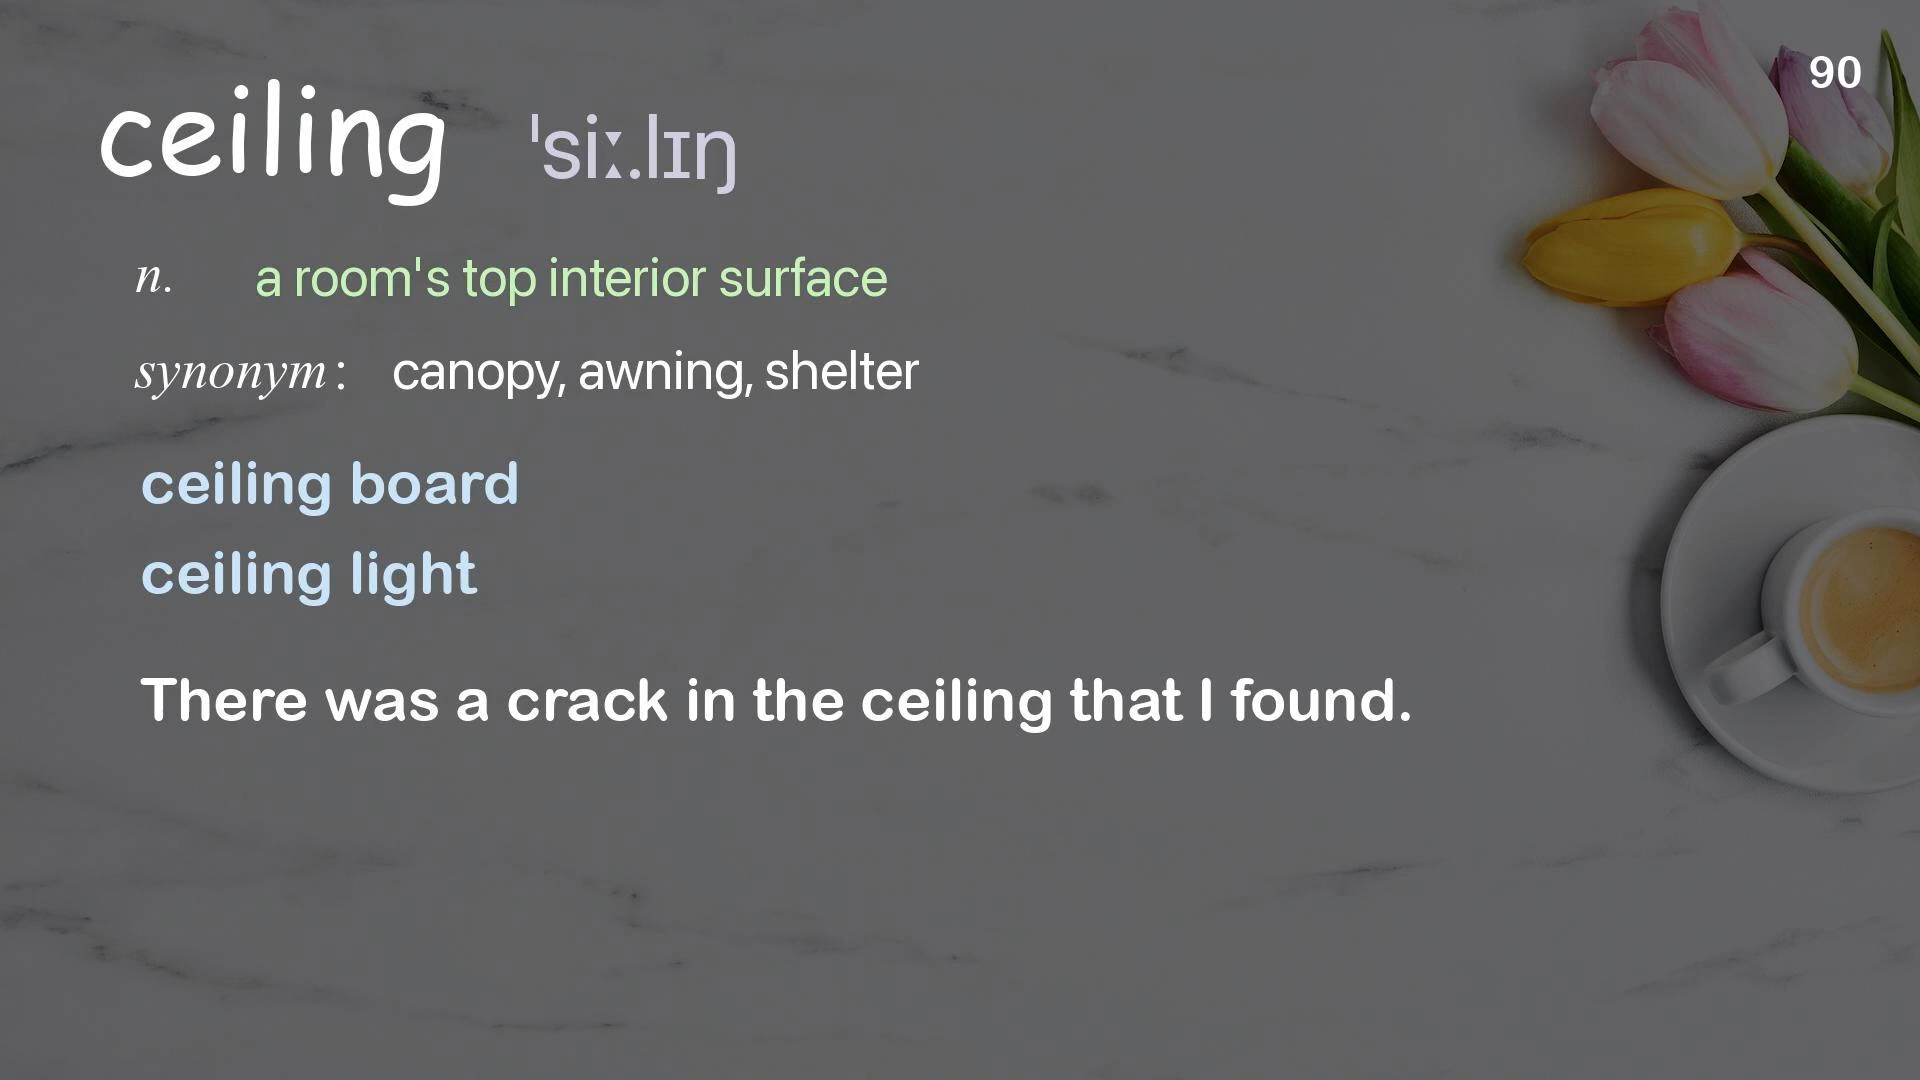 90
ceiling ˈsiː.lɪŋ
n. a room's top interior surface
synonym: canopy, awning, shelter
ceiling board
ceiling light
There was a crack in the ceiling that I found.